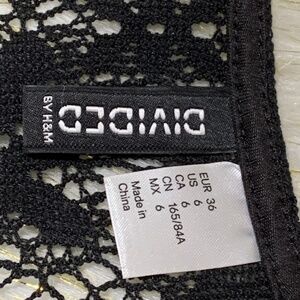 DIVIDED
BY H&M
EUR 36
US 6
CA 6
CN 165/84A
MX 6
Made in
China